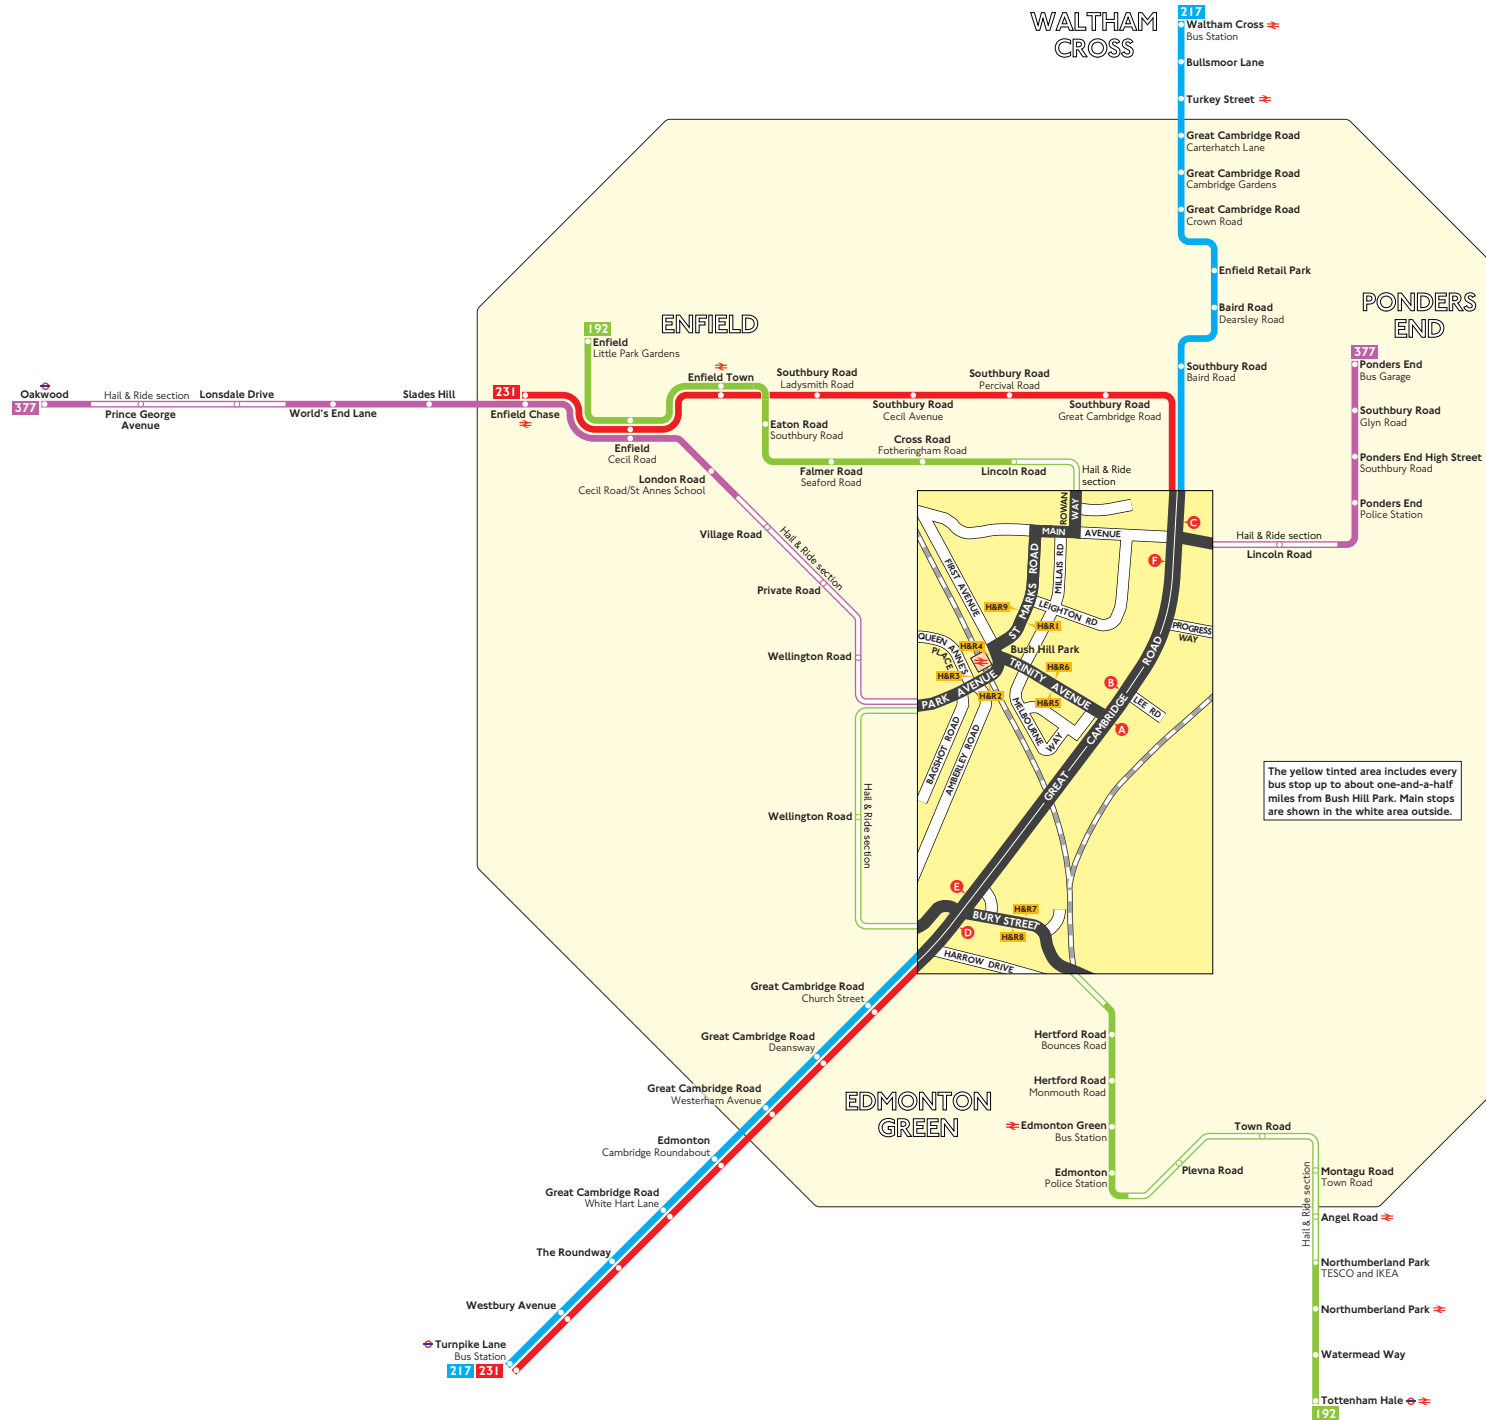 WALTHAM
CROSS
217
Waltham Cross
Bus Station
Bullsmoor Lane
Turkey Street
Great Cambridge Road
Carterhatch Lane
Great Cambridge Road
Cambridge Gardens
Great Cambridge Road
Crown Road
Enfield Retail Park
Baird Road
Dearsley Road
Southbury Road
Baird Road
PONDERS
END
377
Ponders End
Bus Garage
Southbury Road
Glyn Road
Ponders End High Street
Southbury Road
Ponders End
Police Station
Hail & Ride section
Lincoln Road
ENFIELD
192
Enfield
Little Park Gardens
Oakwood
377
Hail & Ride section
Prince George
Avenue
Lonsdale Drive
World's End Lane
Slades Hill
231
Enfield Chase
Enfield
Cecil Road
Enfield Town
Southbury Road
Ladysmith Road
Southbury Road
Cecil Avenue
Southbury Road
Percival Road
Southbury Road
Great Cambridge Road
Eaton Road
Southbury Road
Falmer Road
Seaford Road
Cross Road
Fotheringham Road
Lincoln Road
Hail & Ride
section
London Road
Cecil Road/St Annes School
Village Road
Hail & Ride section
Private Road
Wellington Road
Wellington Road
Hail & Ride section
ROWAN
WAY
MAIN
AVENUE
C
F
FIRST AVENUE
ST MARKS ROAD
MILLAIS RD
H&R9
H&R1
LEIGHTON RD
PROGRESS
WAY
QUEEN ANNE'S
PLACE
H&R4
Bush Hill Park
H&R3
H&R6
TRINITY AVENUE
PARK AVENUE
H&R2
H&R5
B
LEE RD
A
MELBOURNE
WAY
BAGSHOT ROAD
AMBERLEY ROAD
GREAT CAMBRIDGE ROAD
E
H&R7
BURY STREET
D
H&R8
HARROW DRIVE
The yellow tinted area includes every
bus stop up to about one-and-a-half
miles from Bush Hill Park. Main stops
are shown in the white area outside.
Great Cambridge Road
Church Street
Great Cambridge Road
Deansway
Great Cambridge Road
Westerham Avenue
Edmonton
Cambridge Roundabout
Great Cambridge Road
White Hart Lane
The Roundway
Westbury Avenue
Turnpike Lane
Bus Station
217
231
EDMONTON
GREEN
Hertford Road
Bounces Road
Hertford Road
Monmouth Road
Edmonton Green
Bus Station
Edmonton
Police Station
Plevna Road
Town Road
Hail & Ride section
Montagu Road
Town Road
Angel Road
Northumberland Park
TESCO and IKEA
Northumberland Park
Watermead Way
Tottenham Hale
192